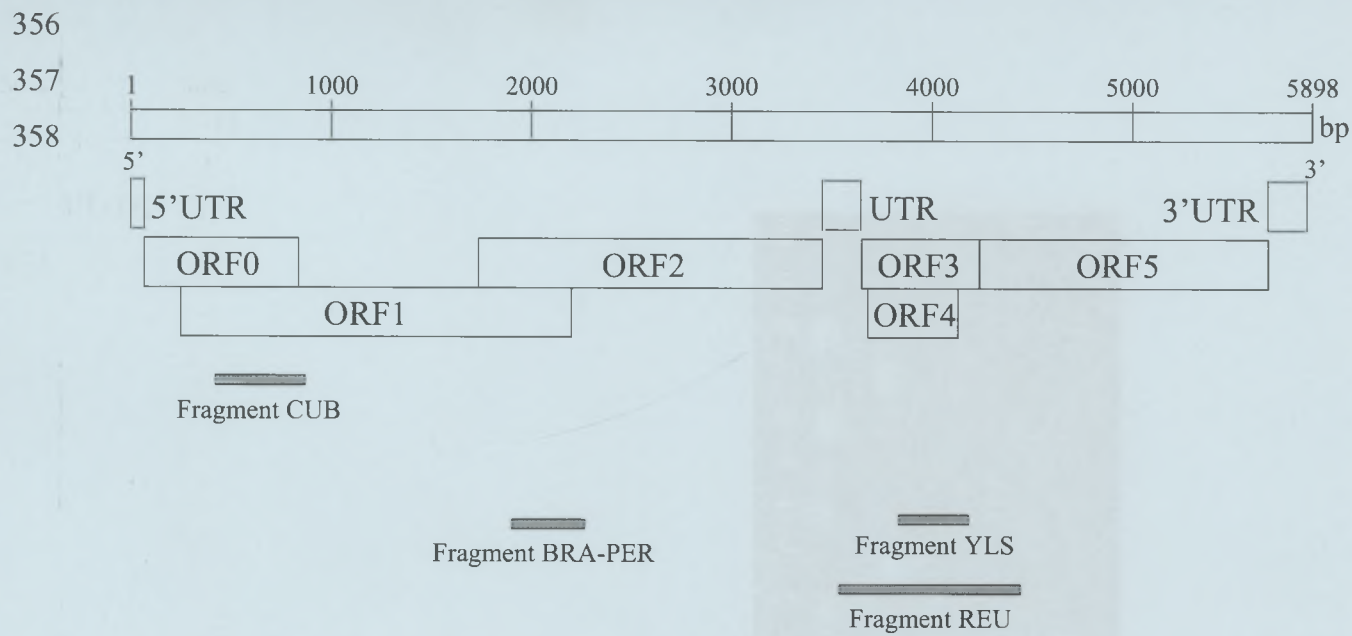 356
357 1 1000 2000 3000 4000 5000 5898
358 bp
5’ 3’
5’UTR UTR 3’UTR
ORF0 ORF2 ORF3 ORF5
ORF1 ORF4
Fragment CUB
Fragment BRA-PER Fragment YLS
Fragment REU